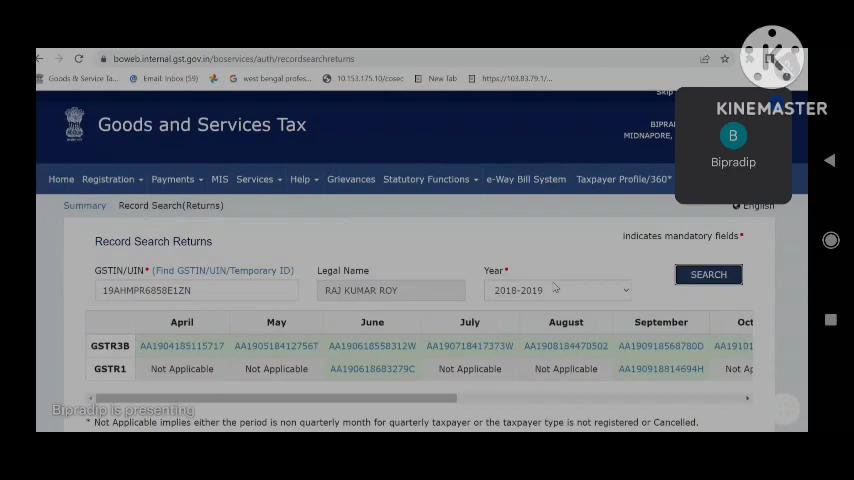 boweb.internal.gst.gov.in/boservices/auth/recordsearchreturns
Goods & Service Ta... Email: Inbox (59) west bengal profes... 10.153.175.10/cosec New Tab https://103.83.79.1/...
KINEMASTER
Skip
Goods and Services Tax
MIDNAPORE,
B
Bipradip
Home Registration Payments MIS Services Help Grievances Statutory Functions e-Way Bill System Taxpayer Profile/360°
Summary Record Search(Returns) English
indicates mandatory fields*
Record Search Returns
GSTIN/UIN* (Find GSTIN/UIN/Temporary ID) Legal Name Year*
19AHMPR6858E1ZN RAJ KUMAR ROY 2018-2019 SEARCH
April May June July August September Oct
GSTR3B AA1904185115717 AA190518412756T AA190618558312W AA190718417373W AA1908184470502 AA190918568780D AA19101
GSTR1 Not Applicable Not Applicable AA190618683279C Not Applicable Not Applicable AA190918814694H Not Ap
Bipradip is presenting
* Not Applicable implies either the period is non quarterly month for quarterly taxpayer or the taxpayer type is not registered or Cancelled.